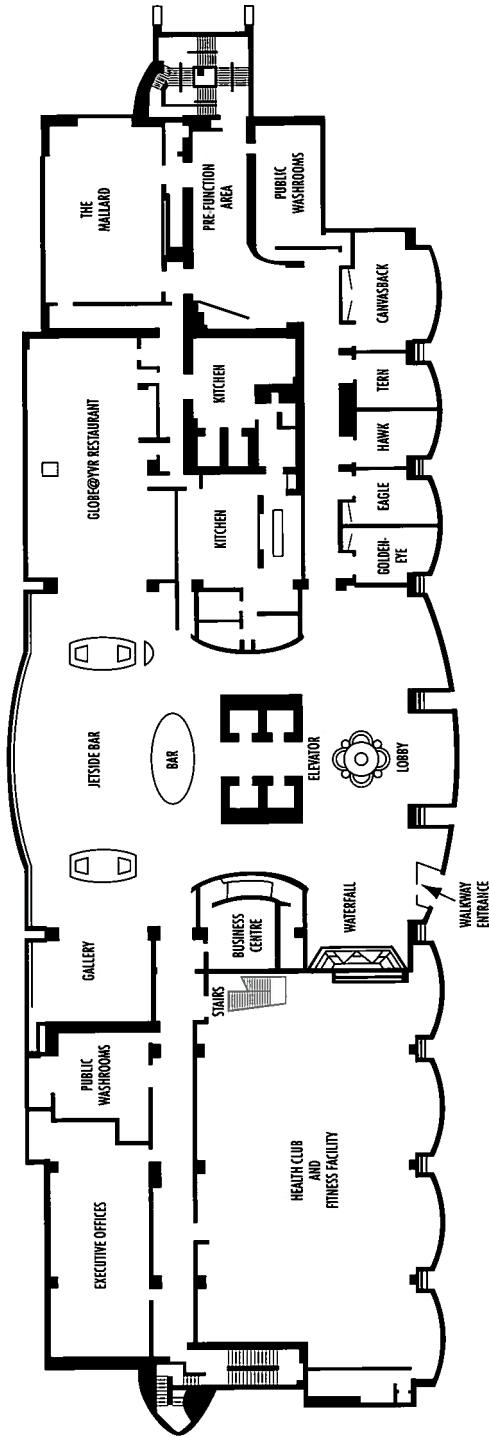 THE
MALLARD
PRE-FUNCTION
AREA
PUBLIC
WASHROOMS
CANVASBACK
GLOBE@YVR RESTAURANT
KITCHEN
TERN
HAWK
KITCHEN
EAGLE
GOLDEN-
EYE
JETSIDE BAR
BAR
ELEVATOR
LOBBY
GALLERY
BUSINESS
CENTRE
WATERFALL
WALKWAY
ENTRANCE
STAIRS
PUBLIC
WASHROOMS
EXECUTIVE OFFICES
HEALTH CLUB
AND
FITNESS FACILITY